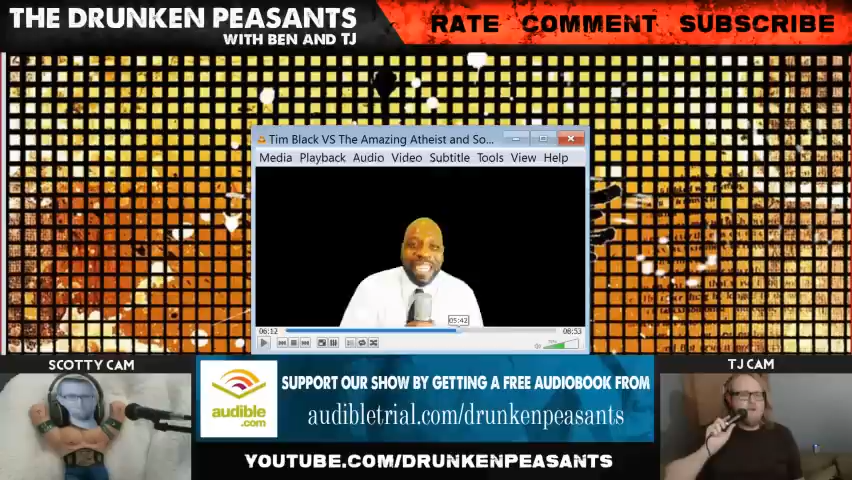 THE DRUNKEN PEASANTS
WITH BEN AND TJ
RATE COMMENT SUBSCRIBE
Tim Black VS The Amazing Atheist and So...
Media Playback Audio Video Subtitle Tools View Help
05:42
06:12
08:53
SCOTTY CAM
TJ CAM
audible
.com
SUPPORT OUR SHOW BY GETTING A FREE AUDIOBOOK FROM
audibletrial.com/drunkenpeasants
YOUTUBE.COM/DRUNKENPEASANTS